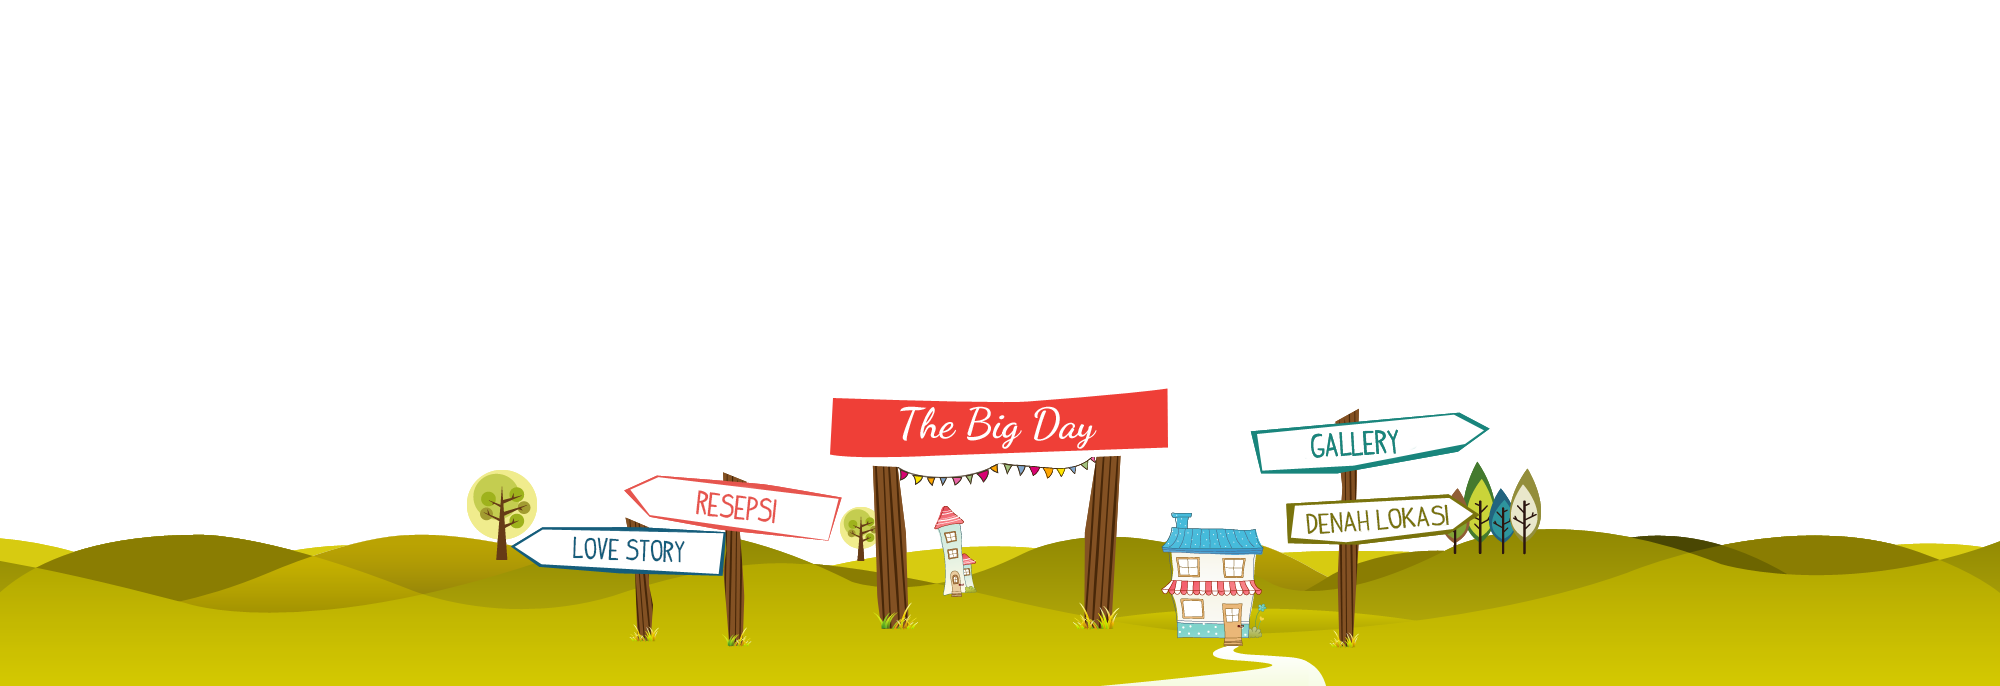 The Big Day
GALLERY
RESEPSI
DENAH LOKASI
LOVE STORY